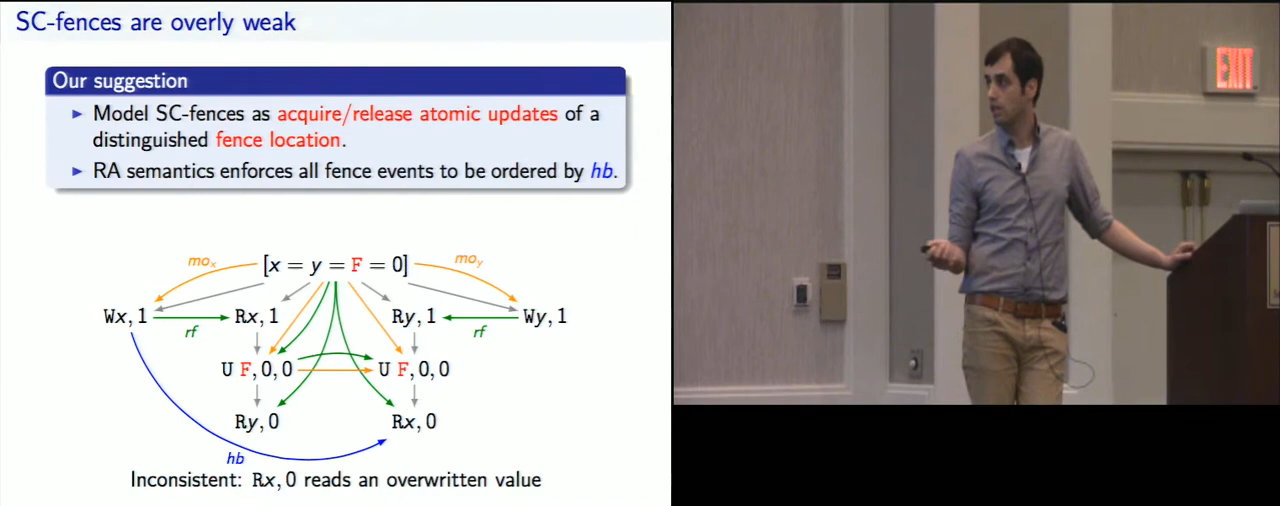 SC-fences are overly weak
Our suggestion
▶ Model SC-fences as acquire/release atomic updates of a
distinguished fence location.
▶ RA semantics enforces all fence events to be ordered by hb.
mo_x [x = y = F = 0] mo_y
Wx, 1 rf Rx, 1 Ry, 1 rf Wy, 1
U F, 0, 0 U F, 0, 0
Ry, 0 Rx, 0
hb
Inconsistent: Rx, 0 reads an overwritten value
EXIT